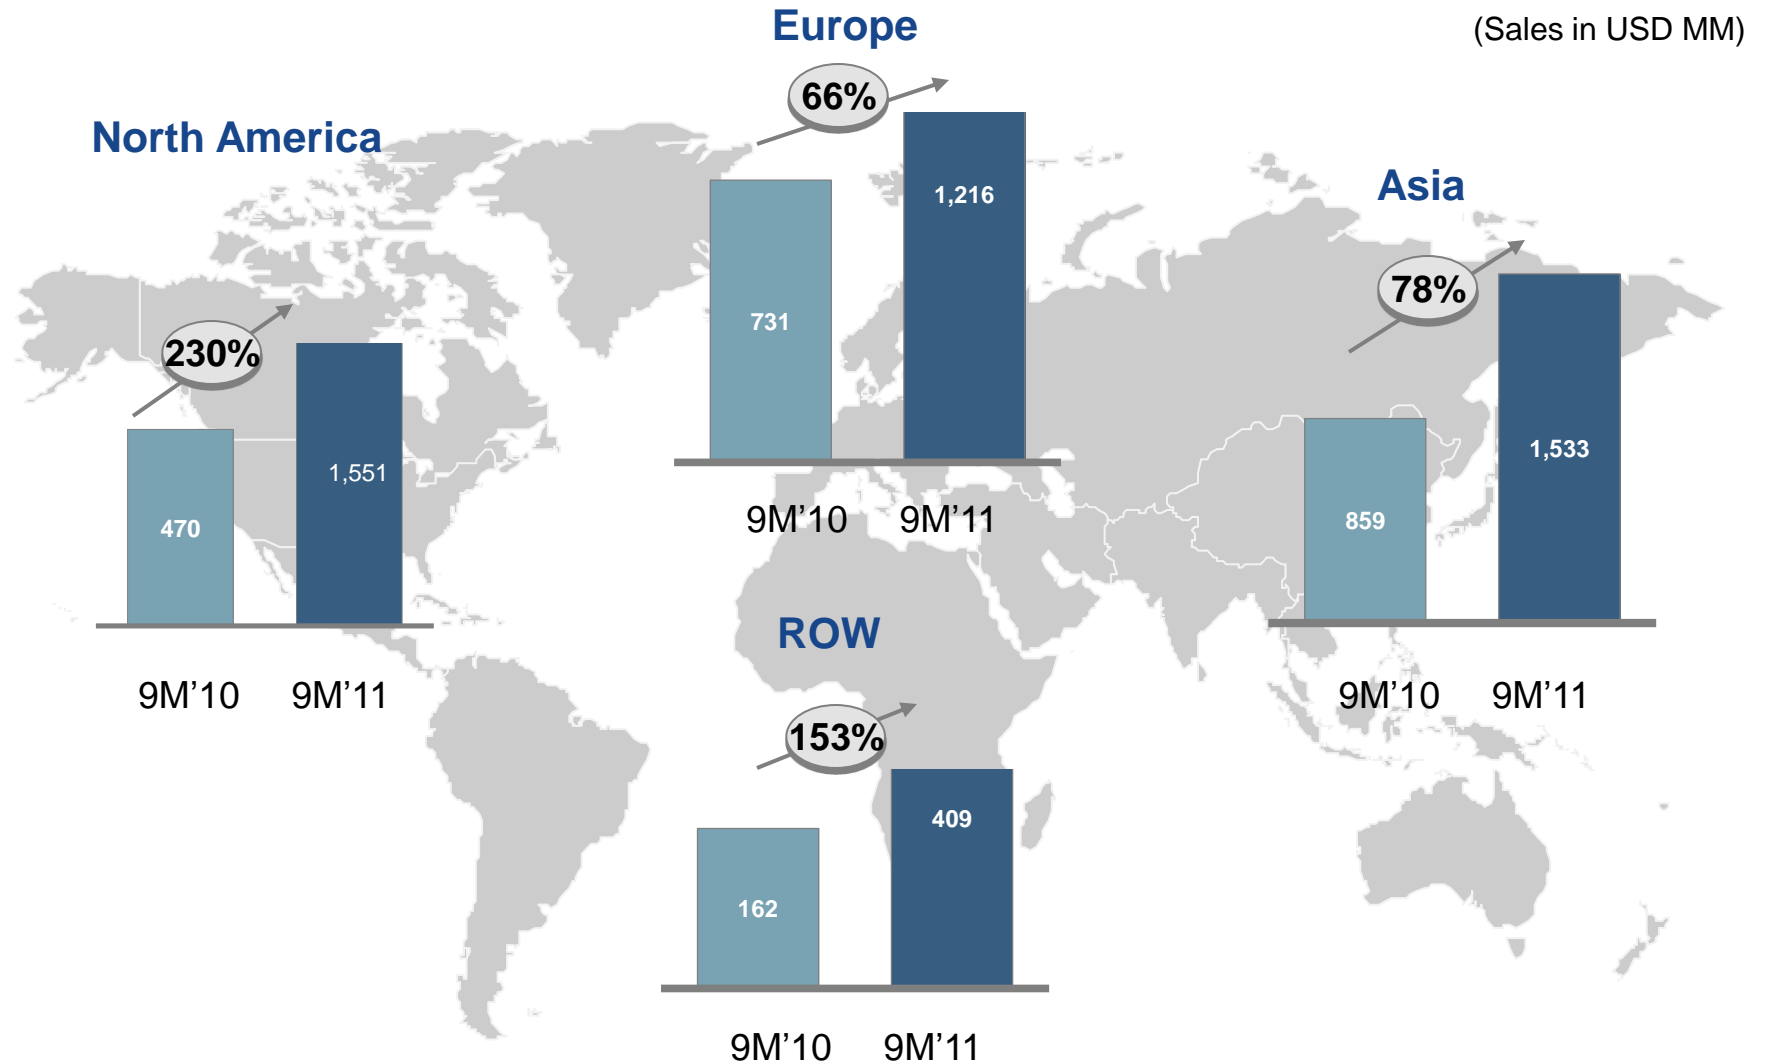 (Sales in USD MM)
Europe
66%
731
1,216
9M’10 9M’11
North America
230%
470
1,551
9M’10 9M’11
Asia
78%
859
1,533
9M’10 9M’11
ROW
153%
162
409
9M’10 9M’11